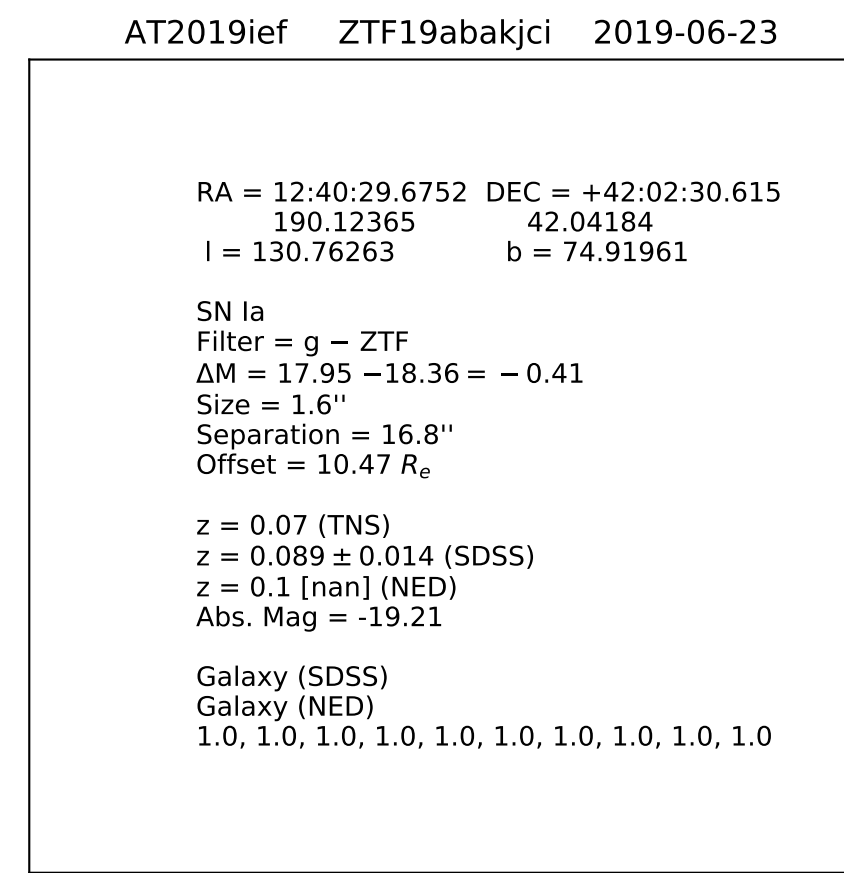 AT2019ief ZTF19abakjci 2019-06-23
RA = 12:40:29.6752 DEC = +42:02:30.615
190.12365 42.04184
l = 130.76263 b = 74.91961
SN Ia
Filter = g − ZTF
ΔM = 17.95 −18.36 = − 0.41
Size = 1.6''
Separation = 16.8''
Offset = 10.47 Rₑ
z = 0.07 (TNS)
z = 0.089 ± 0.014 (SDSS)
z = 0.1 [nan] (NED)
Abs. Mag = -19.21
Galaxy (SDSS)
Galaxy (NED)
1.0, 1.0, 1.0, 1.0, 1.0, 1.0, 1.0, 1.0, 1.0, 1.0